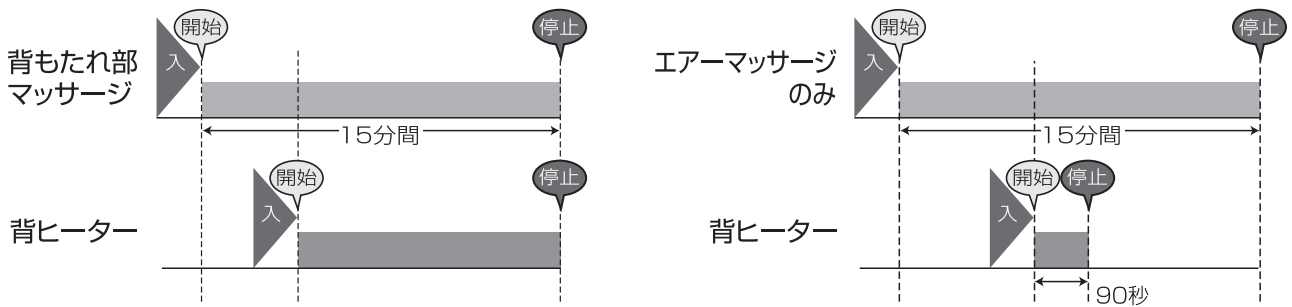 開始
停止
入
背もたれ部
マッサージ
15分間
開始
停止
入
背ヒーター
開始
停止
入
エアーマッサージ
のみ
15分間
開始
停止
入
背ヒーター
90秒